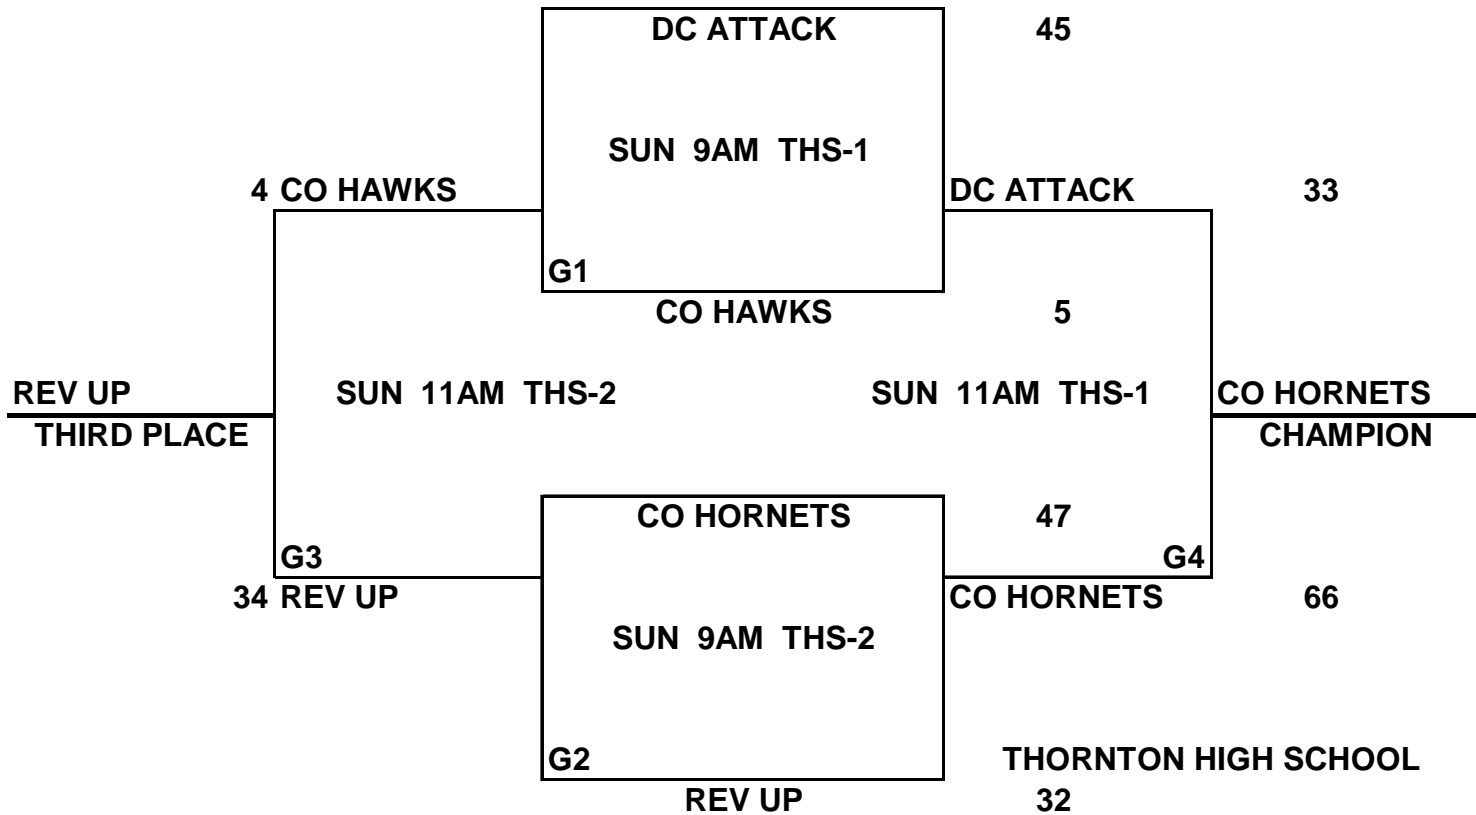 DC ATTACK 45
SUN 9AM THS-1
4 CO HAWKS DC ATTACK 33
G1
CO HAWKS 5
REV UP SUN 11AM THS-2 SUN 11AM THS-1 CO HORNETS
THIRD PLACE CHAMPION
CO HORNETS 47
G3 G4
34 REV UP CO HORNETS 66
SUN 9AM THS-2
G2 THORNTON HIGH SCHOOL
REV UP 32